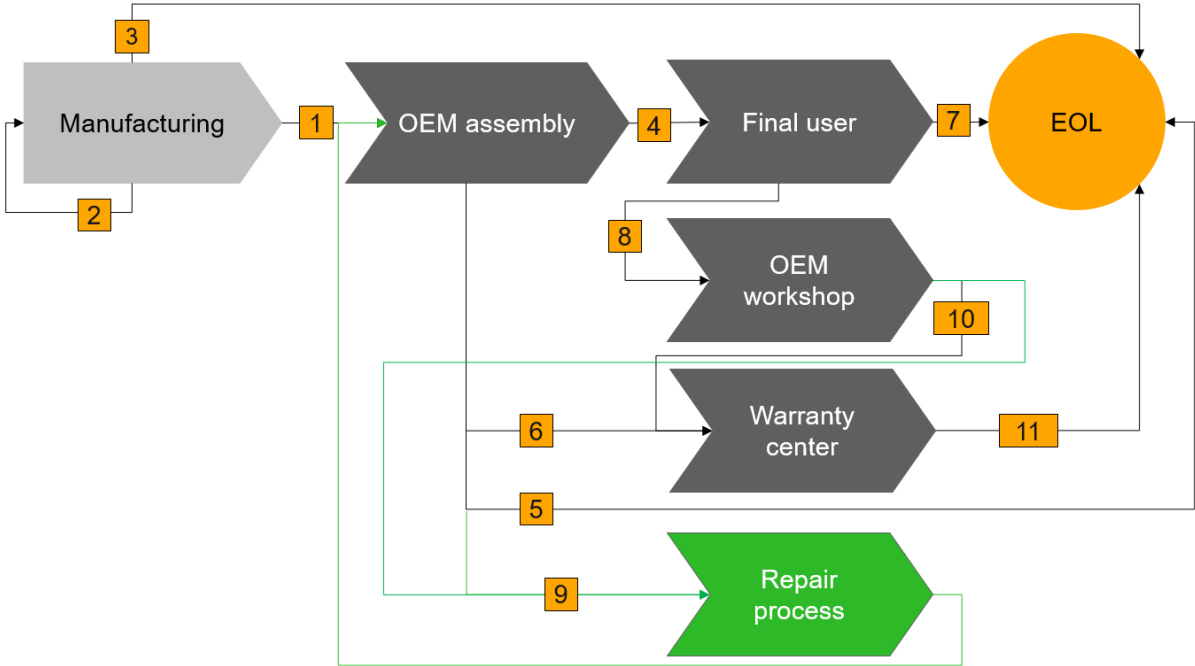 3
Manufacturing
1
OEM assembly
4
Final user
7
EOL
2
8
OEM
workshop
10
6
Warranty
center
11
5
9
Repair
process